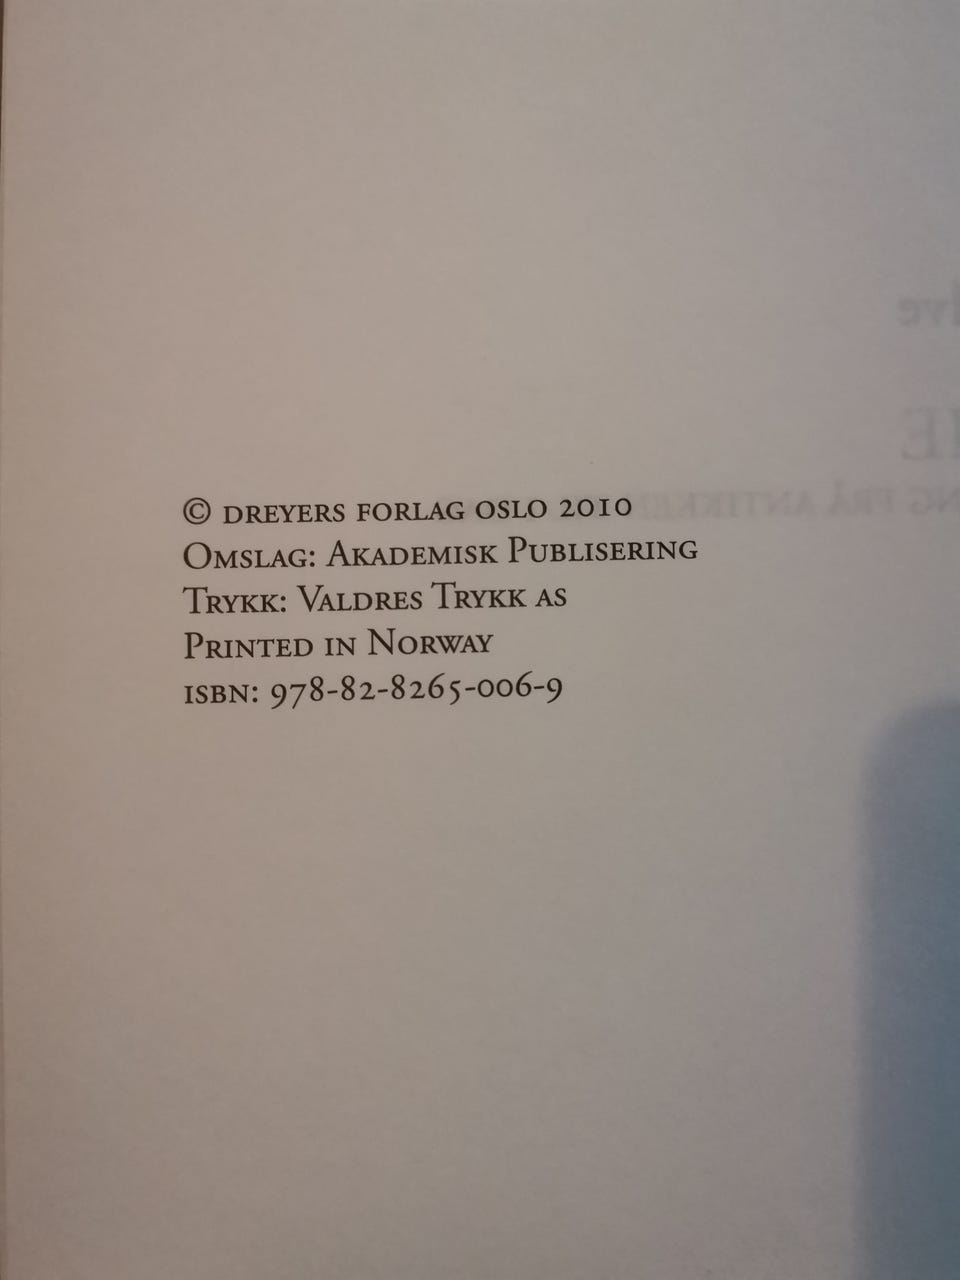 © DREYERS FORLAG OSLO 2010
OMSLAG: AKADEMISK PUBLISERING
TRYKK: VALDRES TRYKK AS
PRINTED IN NORWAY
ISBN: 978-82-8265-006-9